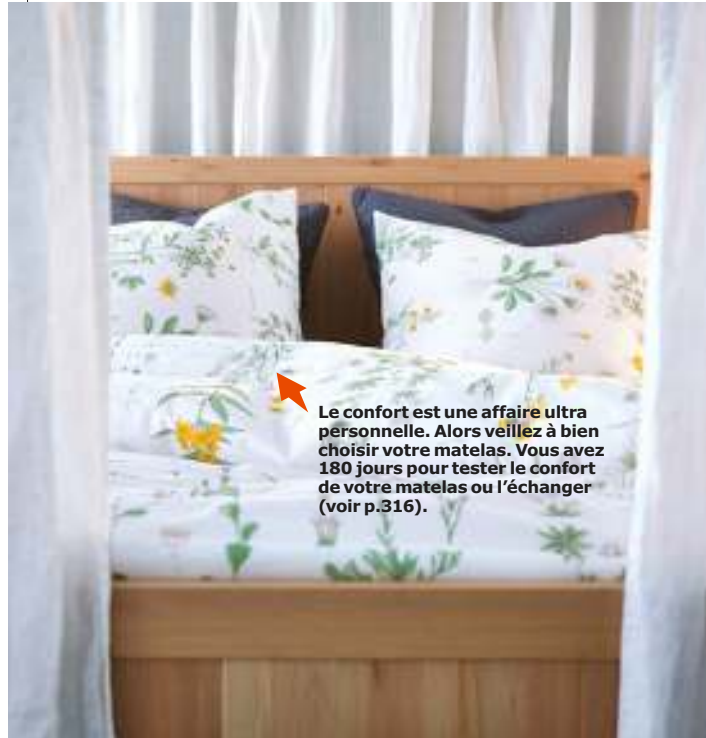 Le confort est une affaire ultra
personnelle. Alors veillez à bien
choisir votre matelas. Vous avez
180 jours pour tester le confort
de votre matelas ou l’échanger
(voir p.316).